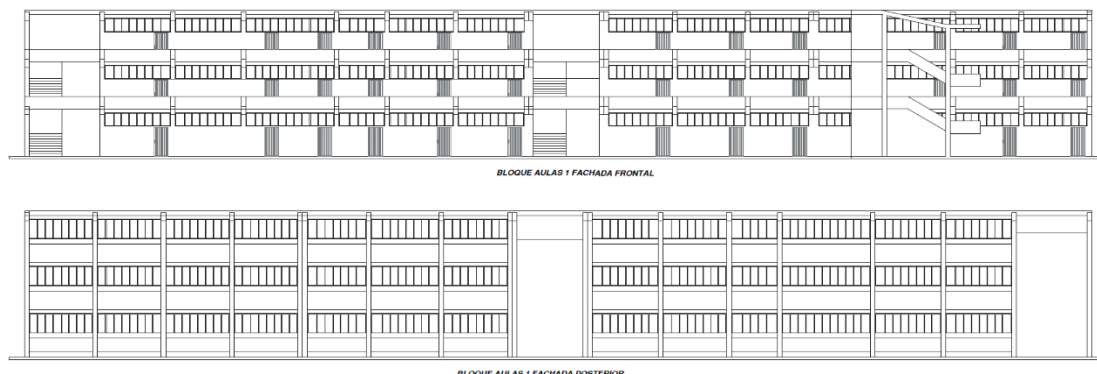 BLOQUE AULAS 1 FACHADA FRONTAL
BLOQUE AULAS 1 FACHADA POSTERIOR